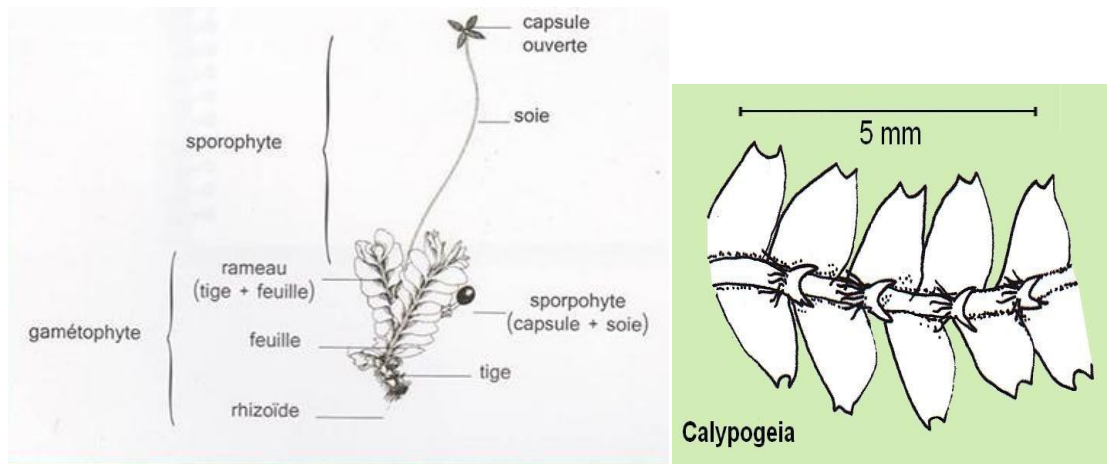 capsule
ouverte
soie
sporophyte
rameau
(tige + feuille)
sporpohyte
(capsule + soie)
gamétophyte
feuille
tige
rhizoïde
5 mm
Calypogeia